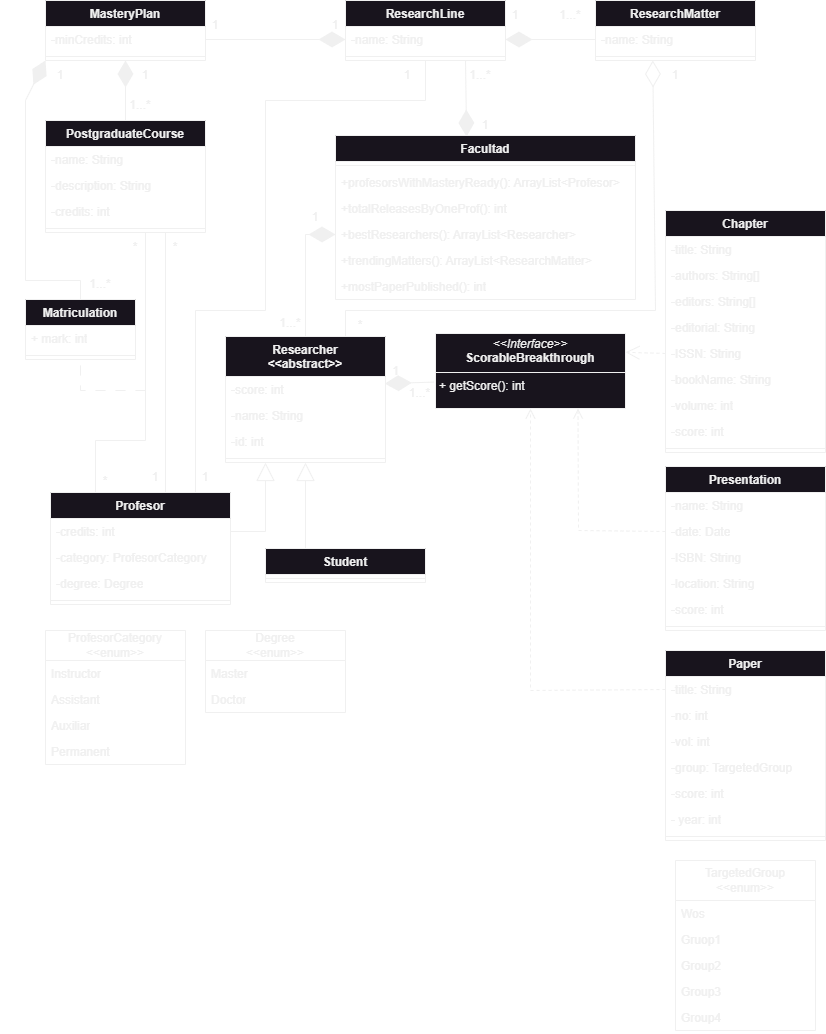 MasteryPlan
-minCredits: int
1
1
ResearchLine
-name: String
1
1...*
ResearchMatter
-name: String
1
1
1...*
PostgraduateCourse
-name: String
-description: String
-credits: int
*
*
1...*
Matriculation
+ mark: int
1
1...*
1
Facultad
+profesorsWithMasteryReady(): ArrayList<Profesor>
+totalReleasesByOneProf(): int
+bestResearchers(): ArrayList<Researcher>
+trendingMatters(): ArrayList<ResearchMatter>
+mostPaperPublished(): int
1
1
1...*
*
Researcher
<<abstract>>
-score: int
-name: String
-id: int
1
1...*
<<Interface>>
ScorableBreakthrough
+ getScore(): int
Chapter
-title: String
-authors: String[]
-editors: String[]
-editorial: String
-ISSN: String
-bookName: String
-volume: int
-score: int
*
1
1
Profesor
-credits: int
-category: ProfesorCategory
-degree: Degree
Student
Presentation
-name: String
-date: Date
-ISBN: String
-location: String
-score: int
ProfesorCategory
<<enum>>
Instructor
Assistant
Auxiliar
Permanent
Degree
<<enum>>
Master
Doctor
Paper
-title: String
-no: int
-vol: int
-group: TargetedGroup
-score: int
- year: int
TargetedGroup
<<enum>>
Wos
Gruop1
Group2
Group3
Group4